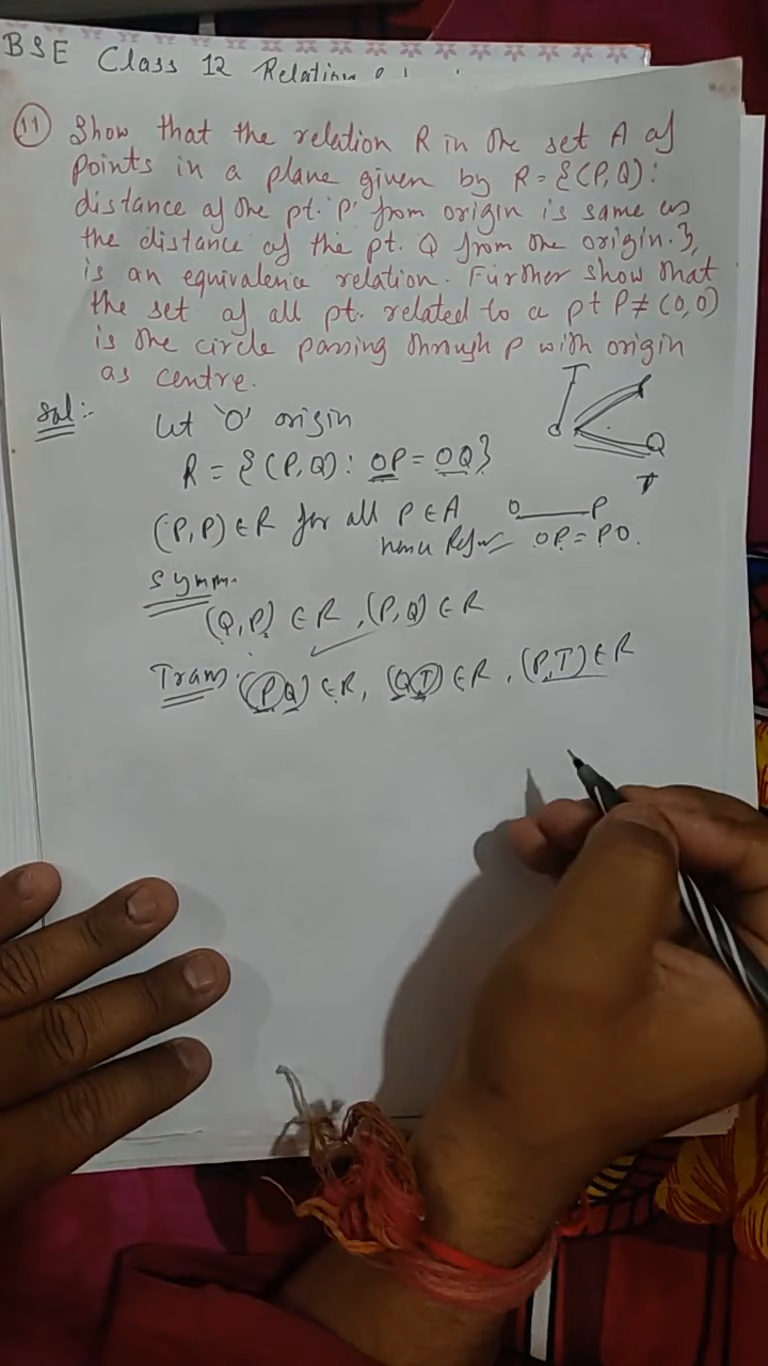 BSE Class 12 Relation
11 Show that the relation R in the set A of
points in a plane given by R = {(P,Q):
distance of the pt. 'P' from origin is same as
the distance of the pt. Q from the origin.},
is an equivalence relation. Further show that
the set of all pt. related to a pt P ≠ (0,0)
is the circle passing through P with origin
as centre.
Sol:- Let 'O' origin
R = {(P,Q): OP = OQ}
(P,P) ∈ R for all P ∈ A
hence
O P
OP = PO.
Symm.
(Q,P) ∈ R, (P,Q) ∈ R
Trans: (P Q) ∈ R, (Q T) ∈ R, (P,T) ∈ R
T
O
Q
T